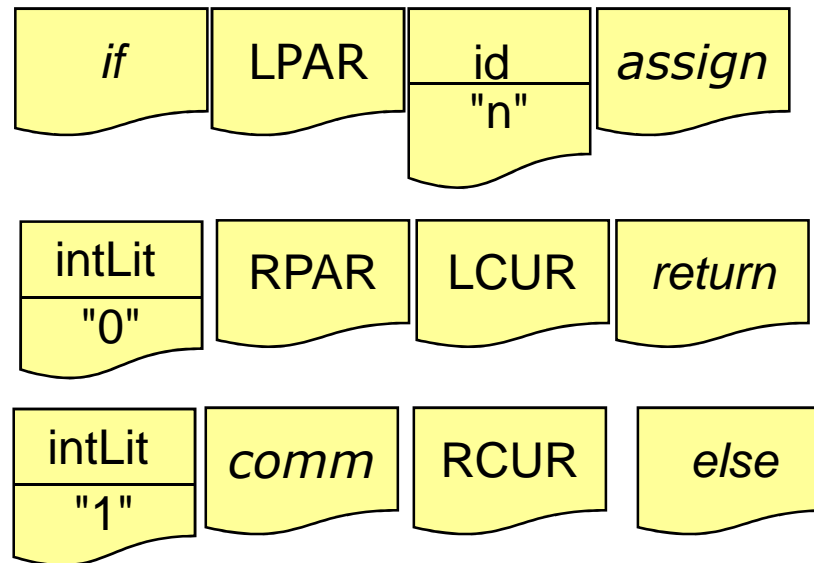 if LPAR id assign
"n"
intLit RPAR LCUR return
"0"
intLit comm RCUR else
"1"